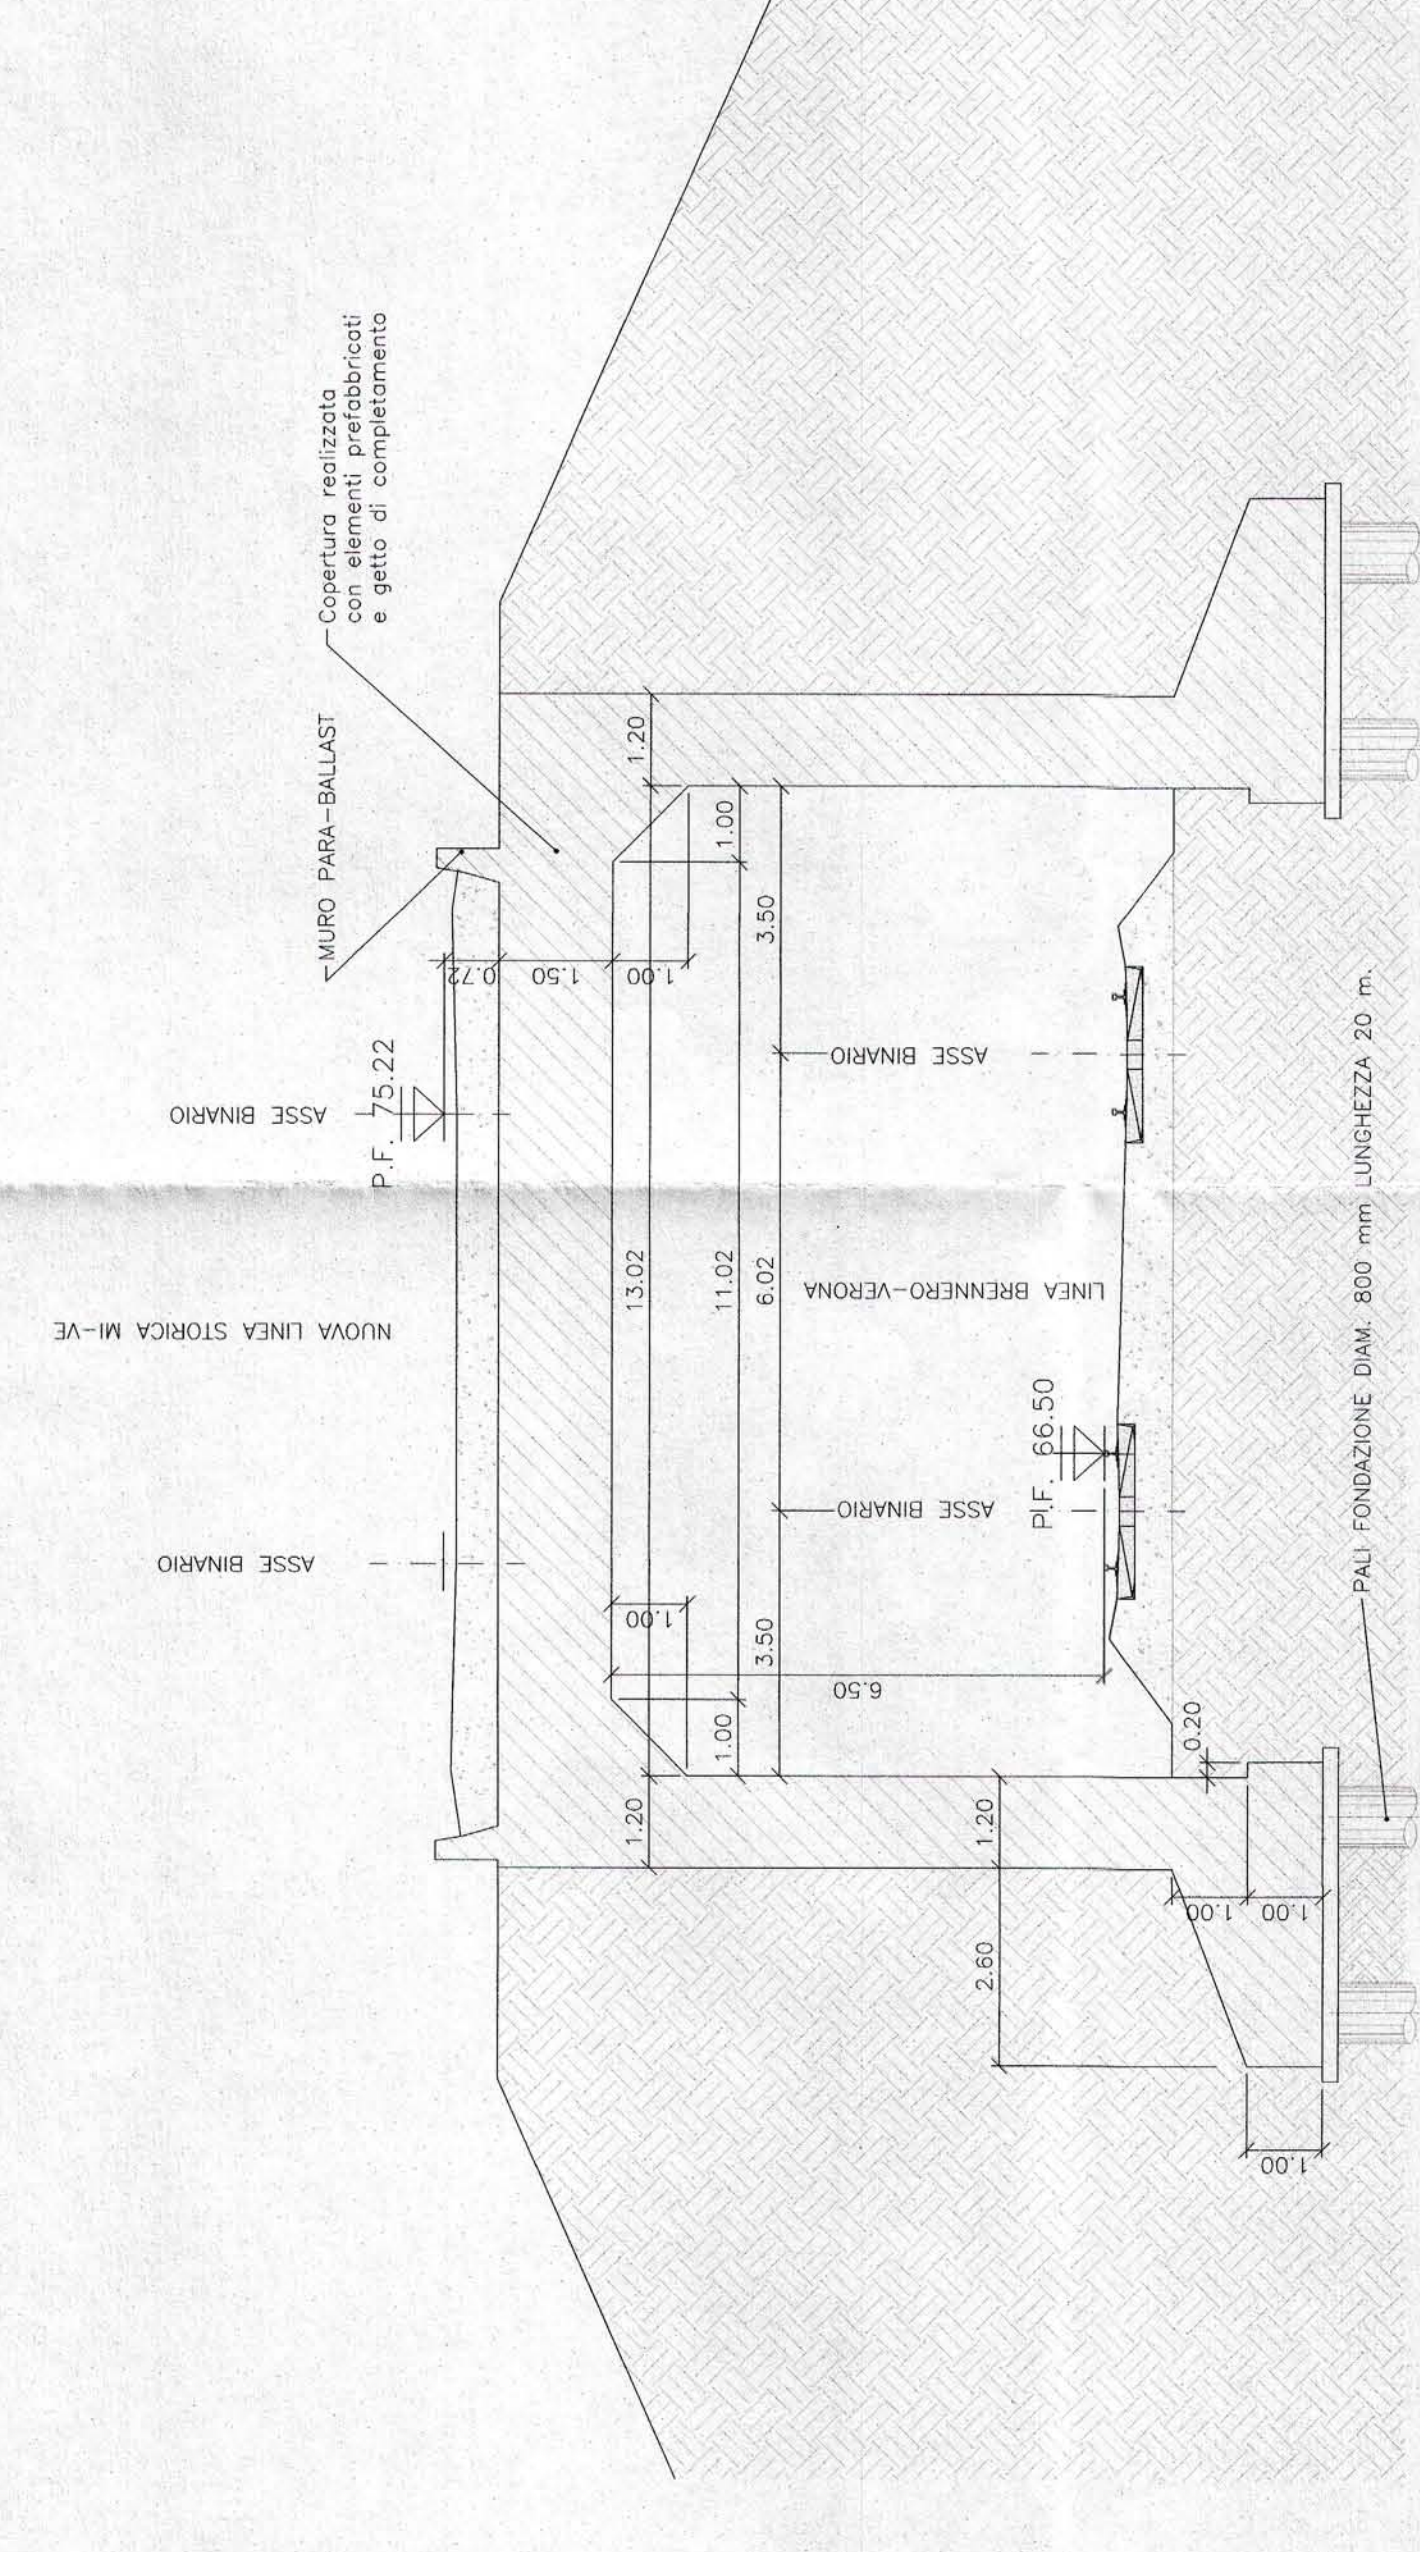 NUOVA LINEA STORICA MI-VE
ASSE BINARIO
ASSE BINARIO
P.F. 75.22
MURO PARA-BALLAST
Copertura realizzata
con elementi prefabbricati
e getto di completamento
0.72
1.50
1.00
1.00
1.20
13.02
1.20
1.00
11.02
1.00
3.50
6.02
3.50
6.50
LINEA BRENNERO-VERONA
ASSE BINARIO
ASSE BINARIO
P.F. 66.50
2.60
1.20
0.20
1.00
1.00
1.00
PALI FONDAZIONE DIAM. 800 mm LUNGHEZZA 20 m.